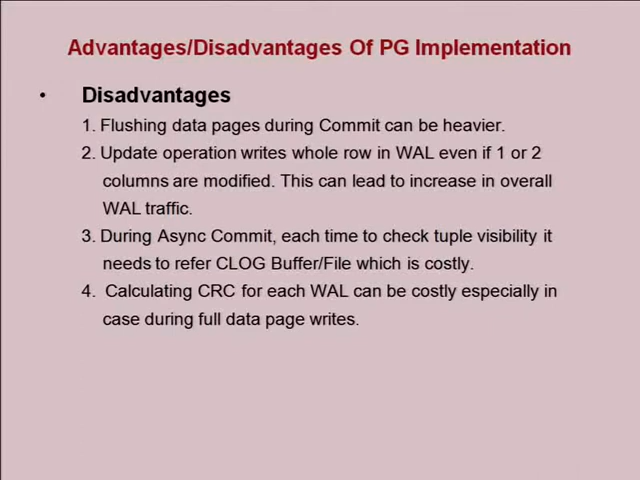 Advantages/Disadvantages Of PG Implementation
• Disadvantages
1. Flushing data pages during Commit can be heavier.
2. Update operation writes whole row in WAL even if 1 or 2
columns are modified. This can lead to increase in overall
WAL traffic.
3. During Async Commit, each time to check tuple visibility it
needs to refer CLOG Buffer/File which is costly.
4. Calculating CRC for each WAL can be costly especially in
case during full data page writes.